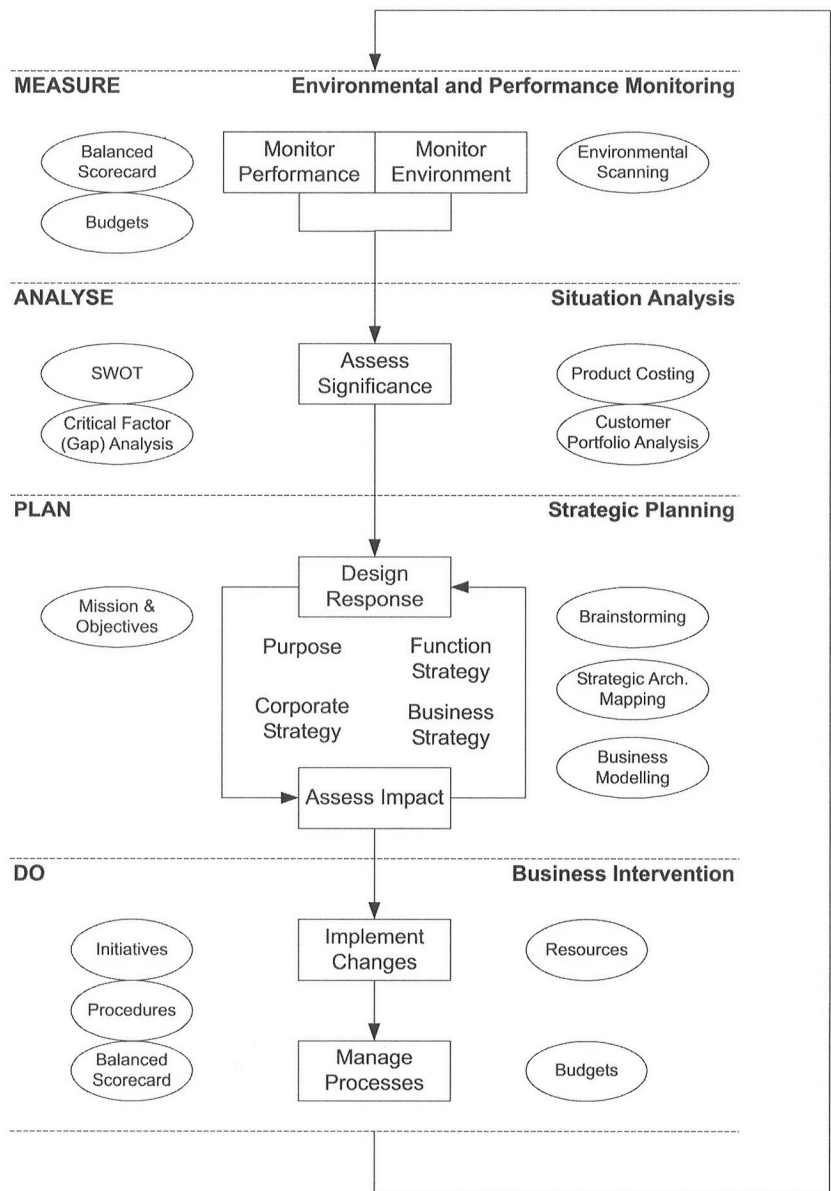 MEASURE
Environmental and Performance Monitoring
Balanced
Scorecard
Budgets
Monitor
Performance
Monitor
Environment
Environmental
Scanning
ANALYSE
Situation Analysis
SWOT
Critical Factor
(Gap) Analysis
Assess
Significance
Product Costing
Customer
Portfolio Analysis
PLAN
Strategic Planning
Mission &
Objectives
Design
Response
Purpose
Function
Strategy
Corporate
Strategy
Business
Strategy
Assess Impact
Brainstorming
Strategic Arch.
Mapping
Business
Modelling
DO
Business Intervention
Initiatives
Procedures
Balanced
Scorecard
Implement
Changes
Manage
Processes
Resources
Budgets